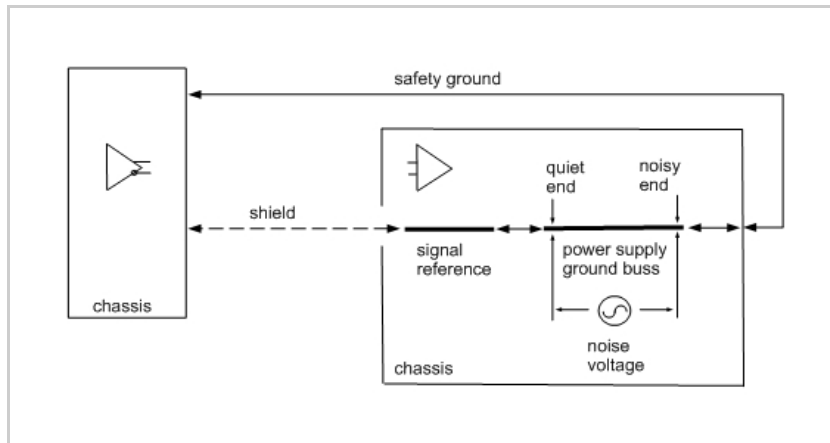 safety ground
quiet
end
noisy
end
shield
signal
reference
power supply
ground buss
chassis
noise
voltage
chassis